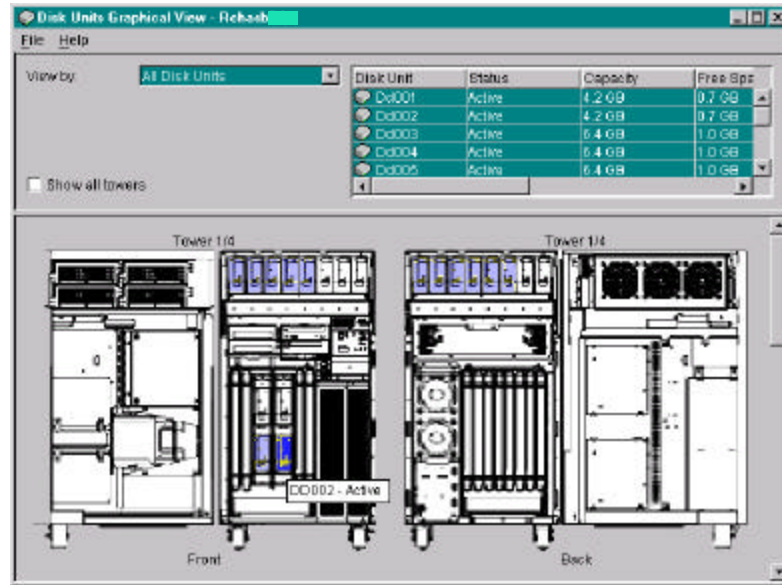 Disk Units Graphical View - Rchasb
File Help
View by: All Disk Units
Disk Unit Status Capacity Free Spa
Dd001 Active 4.2 GB 0.7 GB
Dd002 Active 4.2 GB 0.7 GB
Dd003 Active 6.4 GB 1.0 GB
Dd004 Active 6.4 GB 1.0 GB
Dd005 Active 6.4 GB 1.0 GB
Show all towers
Tower 1/4 Tower 1/4
DD002 - Active
Front Back